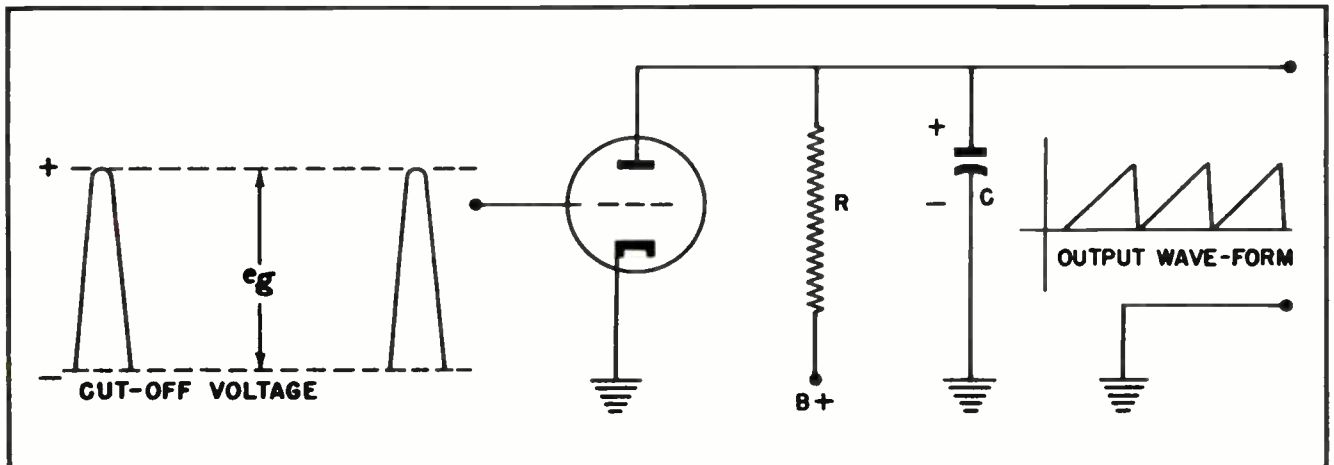 +
eg
—
CUT-OFF VOLTAGE
R
B+
+
—
C
OUTPUT WAVE-FORM